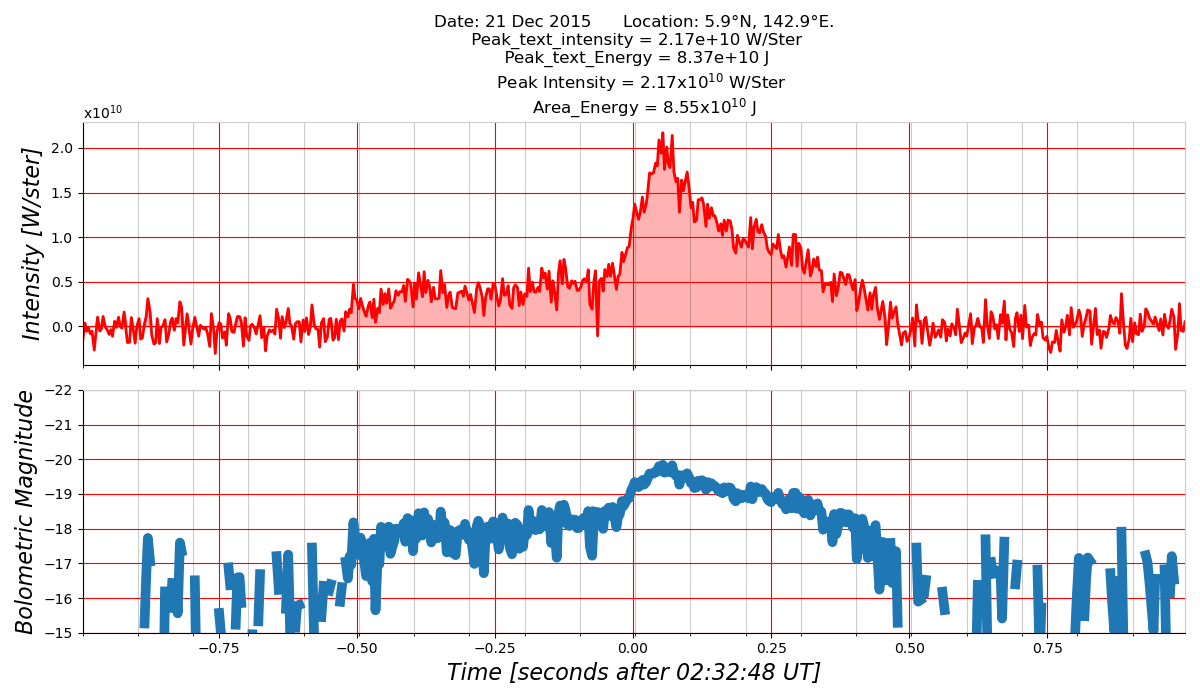 Date: 21 Dec 2015      Location: 5.9°N, 142.9°E.
Peak_text_intensity = 2.17e+10 W/Ster
Peak_text_Energy = 8.37e+10 J
Peak Intensity = 2.17x10¹⁰ W/Ster
Area_Energy = 8.55x10¹⁰ J
x10¹⁰
Intensity [W/ster]
2.0
1.5
1.0
0.5
0.0
Bolometric Magnitude
−22
−21
−20
−19
−18
−17
−16
−15
−0.75 −0.50 −0.25 0.00 0.25 0.50 0.75
Time [seconds after 02:32:48 UT]